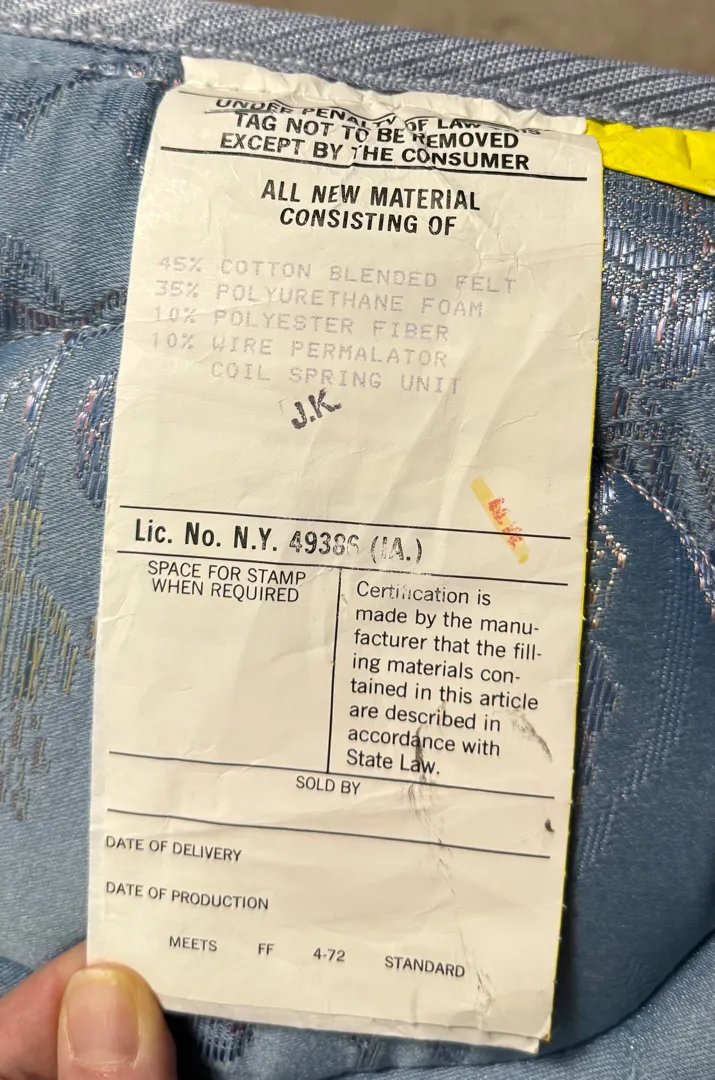 UNDER PENALTY OF LAW THIS
TAG NOT TO BE REMOVED
EXCEPT BY THE CONSUMER
ALL NEW MATERIAL
CONSISTING OF
45% COTTON BLENDED FELT
35% POLYURETHANE FOAM
10% POLYESTER FIBER
10% WIRE PERMALATOR
COIL SPRING UNIT
J.K
Lic. No. N.Y. 49386 (IA.)
SPACE FOR STAMP
WHEN REQUIRED
Certification is
made by the manu-
facturer that the fill-
ing materials con-
tained in this article
are described in
accordance with
State Law.
SOLD BY
DATE OF DELIVERY
DATE OF PRODUCTION
MEETS FF 4-72 STANDARD